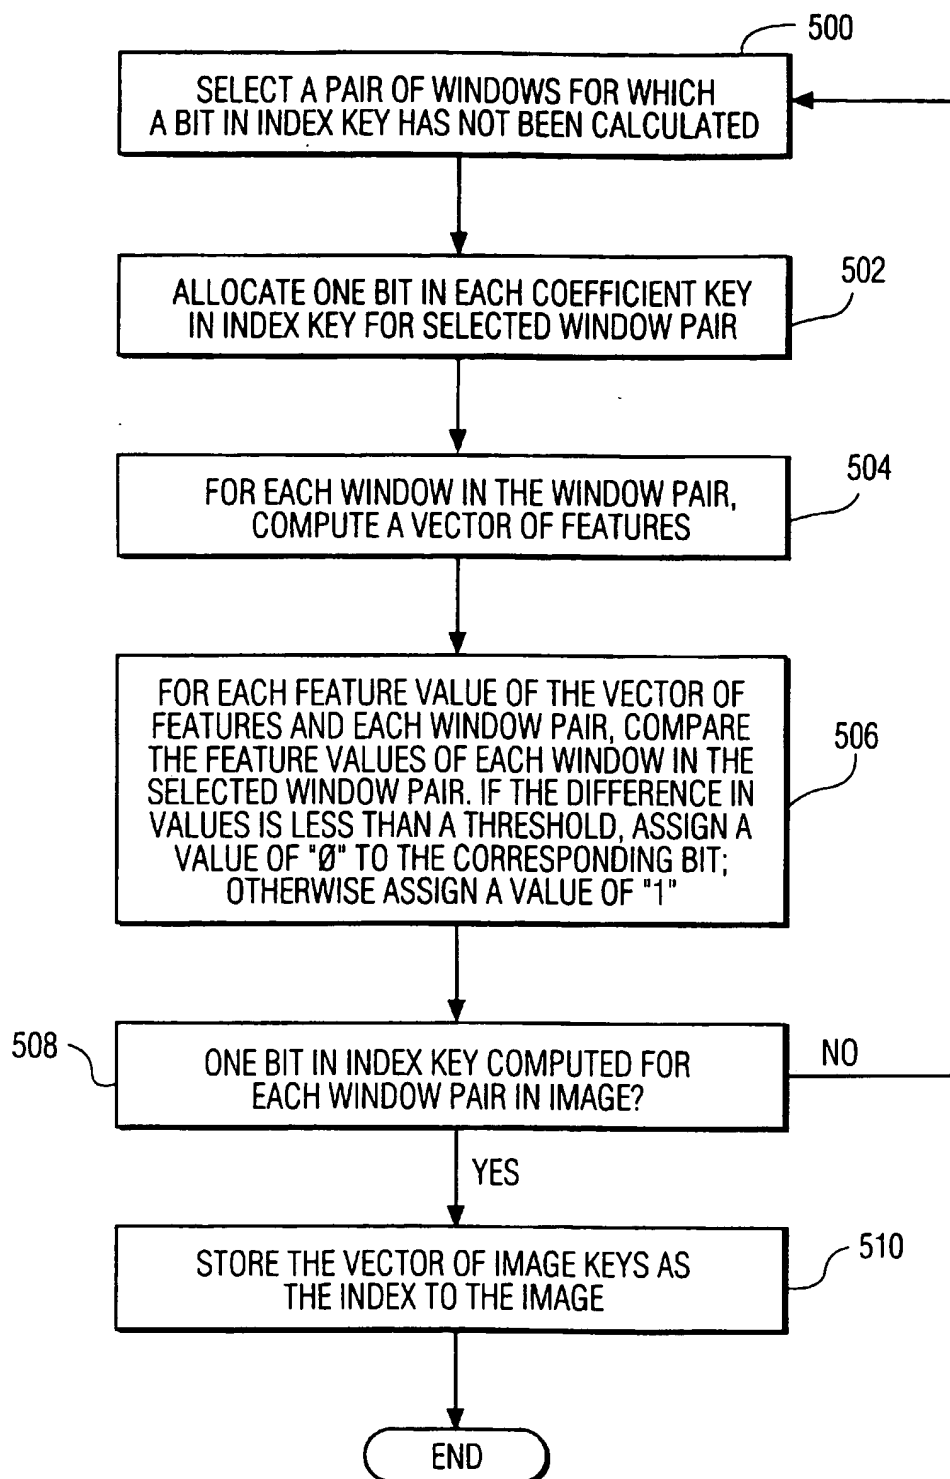 500
SELECT A PAIR OF WINDOWS FOR WHICH
A BIT IN INDEX KEY HAS NOT BEEN CALCULATED
502
ALLOCATE ONE BIT IN EACH COEFFICIENT KEY
IN INDEX KEY FOR SELECTED WINDOW PAIR
504
FOR EACH WINDOW IN THE WINDOW PAIR,
COMPUTE A VECTOR OF FEATURES
506
FOR EACH FEATURE VALUE OF THE VECTOR OF
FEATURES AND EACH WINDOW PAIR, COMPARE
THE FEATURE VALUES OF EACH WINDOW IN THE
SELECTED WINDOW PAIR. IF THE DIFFERENCE IN
VALUES IS LESS THAN A THRESHOLD, ASSIGN A
VALUE OF "Ø" TO THE CORRESPONDING BIT;
OTHERWISE ASSIGN A VALUE OF "1"
508
ONE BIT IN INDEX KEY COMPUTED FOR
EACH WINDOW PAIR IN IMAGE?
NO
YES
510
STORE THE VECTOR OF IMAGE KEYS AS
THE INDEX TO THE IMAGE
END